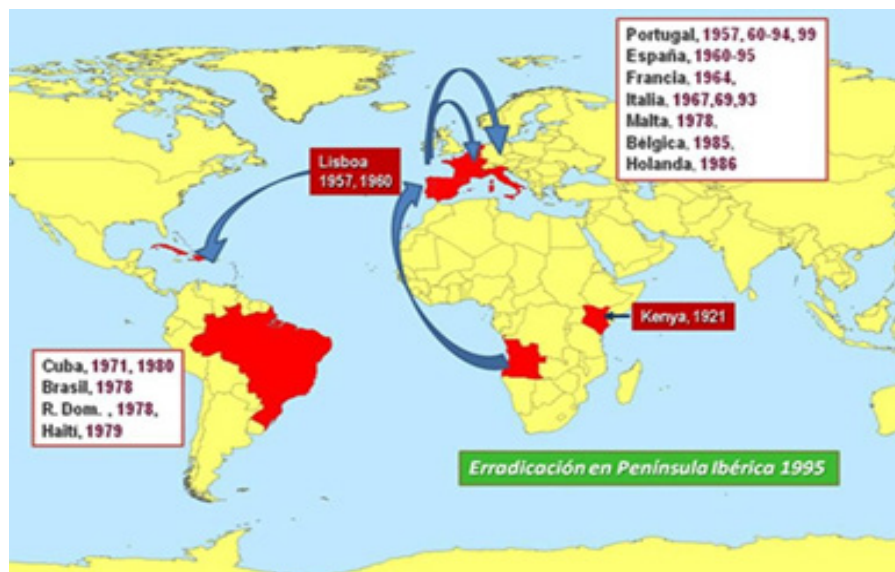 Portugal, 1957, 60-94, 99
España, 1960-95
Francia, 1964,
Italia, 1967,69,93
Malta, 1978,
Bélgica, 1985,
Holanda, 1986
Lisboa
1957, 1960
Kenya, 1921
Cuba, 1971, 1980
Brasil, 1978
R. Dom. , 1978,
Haití, 1979
Erradicación en Península Ibérica 1995